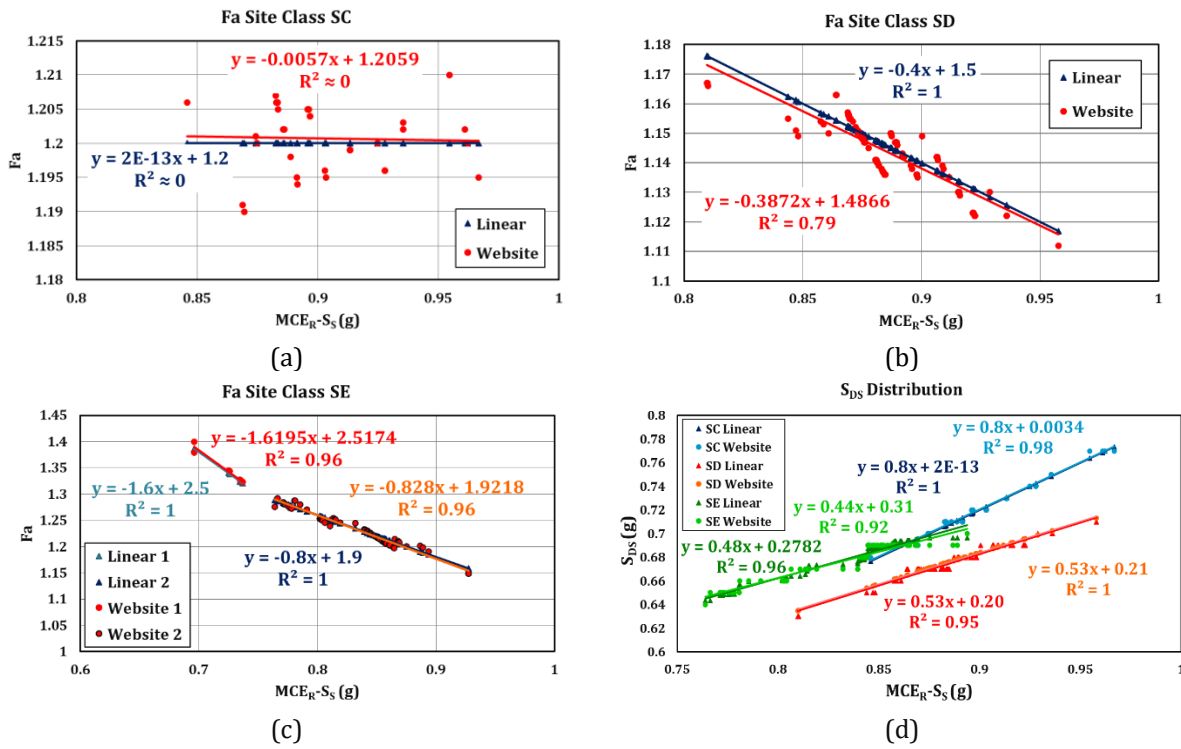 Fa Site Class SC
1.215
1.21
1.205
1.2
1.195
1.19
1.185
1.18
Fa
y = -0.0057x + 1.2059
R² ≈ 0
y = 2E-13x + 1.2
R² ≈ 0
Linear
Website
0.8 0.85 0.9 0.95 1
MCE_R-S_S (g)
(a)
Fa Site Class SD
1.18
1.17
1.16
1.15
1.14
1.13
1.12
1.11
1.1
Fa
y = -0.4x + 1.5
R² = 1
Linear
Website
y = -0.3872x + 1.4866
R² = 0.79
0.8 0.85 0.9 0.95 1
MCE_R-S_S (g)
(b)
Fa Site Class SE
1.45
1.4
1.35
1.3
1.25
1.2
1.15
1.1
1.05
1
Fa
y = -1.6195x + 2.5174
R² = 0.96
y = -1.6x + 2.5
R² = 1
y = -0.828x + 1.9218
R² = 0.96
y = -0.8x + 1.9
R² = 1
Linear 1
Linear 2
Website 1
Website 2
0.6 0.7 0.8 0.9 1
MCE_R-S_S (g)
(c)
S_DS Distribution
0.8
0.78
0.76
0.74
0.72
0.7
0.68
0.66
0.64
0.62
0.6
S_DS (g)
SC Linear
SC Website
SD Linear
SD Website
SE Linear
SE Website
y = 0.8x + 0.0034
R² = 0.98
y = 0.8x + 2E-13
R² = 1
y = 0.44x + 0.31
R² = 0.92
y = 0.48x + 0.2782
R² = 0.96
y = 0.53x + 0.21
R² = 1
y = 0.53x + 0.20
R² = 0.95
0.75 0.8 0.85 0.9 0.95 1
MCE_R-S_S (g)
(d)